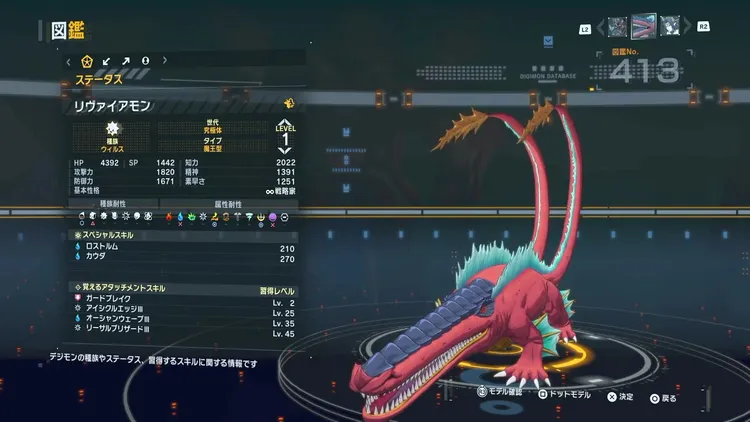 図鑑
L2
R2
図鑑No.
413
DIGIMON DATABASE
ステータス
リヴァイアモン
種族
ウイルス
世代
究極体
タイプ
魔王型
LEVEL
1
HP 4392 SP 1442 知力 2022
攻撃力 1820 精神 1391
防御力 1671 素早さ 1251
基本性格 戦略家
種族耐性 属性耐性
スペシャルスキル
ロストルム 210
カウダ 270
覚えるアタッチメントスキル 習得レベル
ガードブレイク Lv. 2
アイシクルエッジⅢ Lv. 25
オーシャンウェーブⅢ Lv. 35
リーサルブリザードⅢ Lv. 45
デジモンの種族やステータス、習得するスキルに関する情報です
モデル確認 ドットモデル 決定 戻る